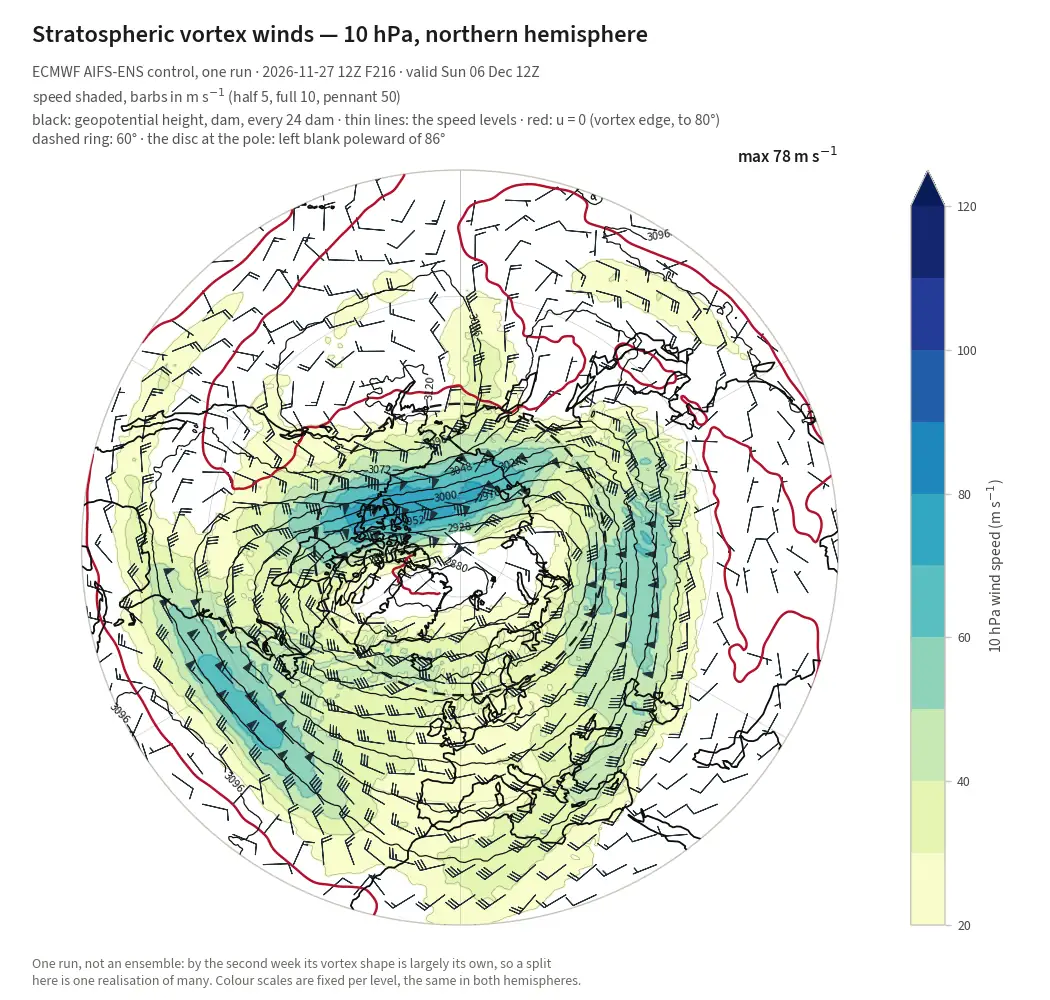 Stratospheric vortex winds — 10 hPa, northern hemisphere
ECMWF AIFS-ENS control, one run · 2026-11-27 12Z F216 · valid Sun 06 Dec 12Z
speed shaded, barbs in m s⁻¹ (half 5, full 10, pennant 50)
black: geopotential height, dam, every 24 dam · thin lines: the speed levels · red: u = 0 (vortex edge, to 80°)
dashed ring: 60° · the disc at the pole: left blank poleward of 86°
max 78 m s⁻¹
120
100
80
60
40
20
10 hPa wind speed (m s⁻¹)
3096
3120
3072
3048
3000
2976
2928
2880
3096
3096
One run, not an ensemble: by the second week its vortex shape is largely its own, so a split
here is one realisation of many. Colour scales are fixed per level, the same in both hemispheres.